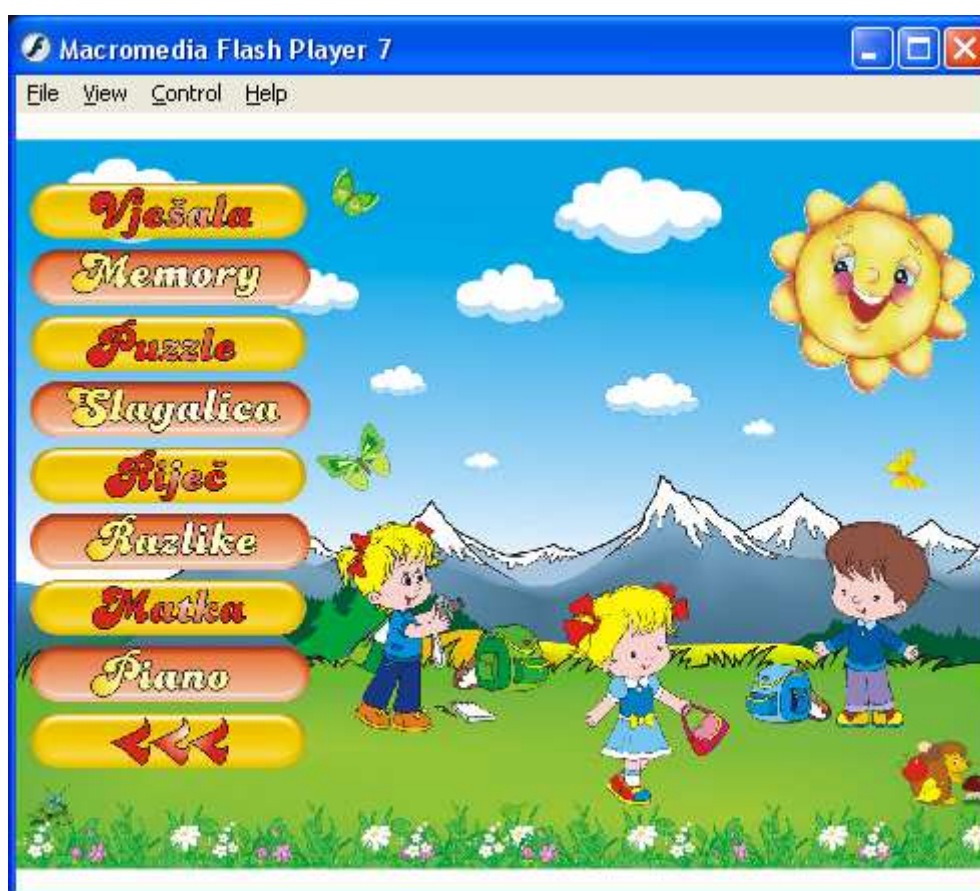 Macromedia Flash Player 7
File View Control Help
Vješala
Memory
Puzzle
Slagalica
Riječ
Razlike
Matka
Piano